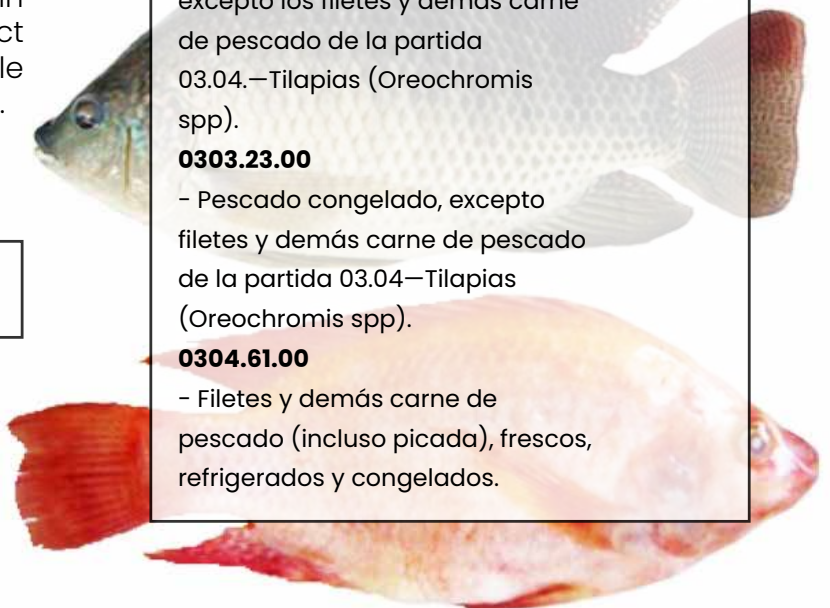 ct
le
.
excepto los filetes y demás carne
de pescado de la partida
03.04.—Tilapias (Oreochromis
spp).
0303.23.00
- Pescado congelado, excepto
filetes y demás carne de pescado
de la partida 03.04—Tilapias
(Oreochromis spp).
0304.61.00
- Filetes y demás carne de
pescado (incluso picada), frescos,
refrigerados y congelados.